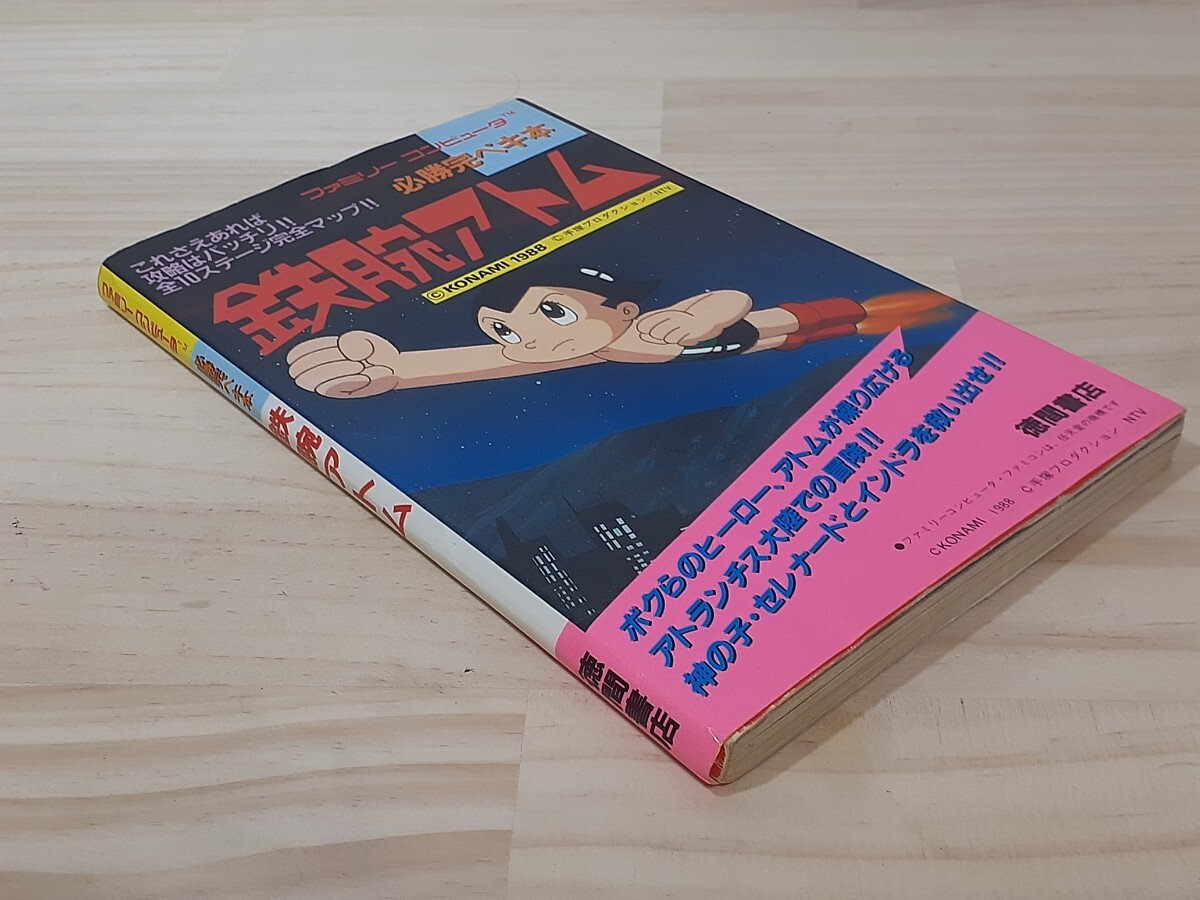 ファミリー コンピュータ™
必勝完ペキ本
これさえあれば
攻略はバッチリ!!
全10ステージ完全マップ!!
鉄腕アトム
©KONAMI 1988 ©手塚プロダクション/NTV
ボクらのヒーロー、アトムが繰り広げる
アトランチス大陸での冒険!!
神の子・セレナードとインドラを救い出せ!!
徳間書店
●ファミリーコンピュータ・ファミコンは、任天堂の商標です
©KONAMI 1988 ©手塚プロダクション NTV
ファミリーコンピュータ™ 必勝完ペキ本 鉄腕アトム 徳間書店